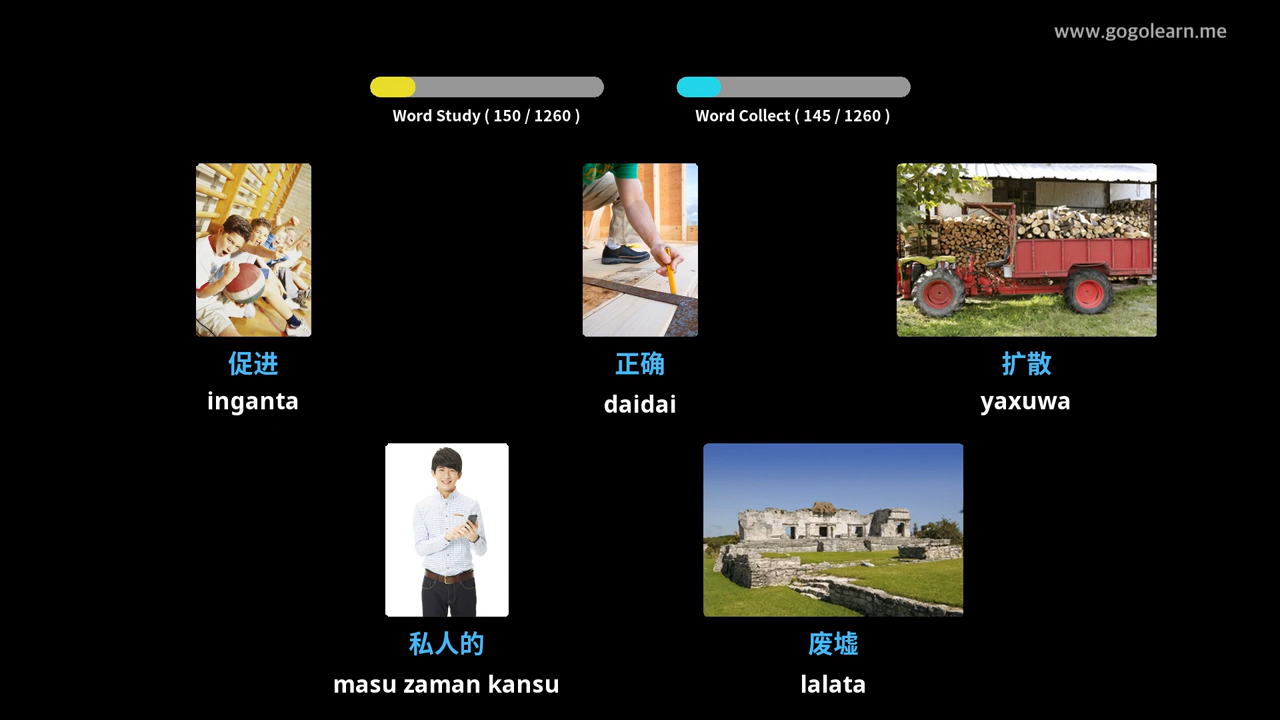 www.gogolearn.me
Word Study ( 150 / 1260 )
Word Collect ( 145 / 1260 )
促进
inganta
正确
daidai
扩散
yaxuwa
私人的
masu zaman kansu
废墟
lalata